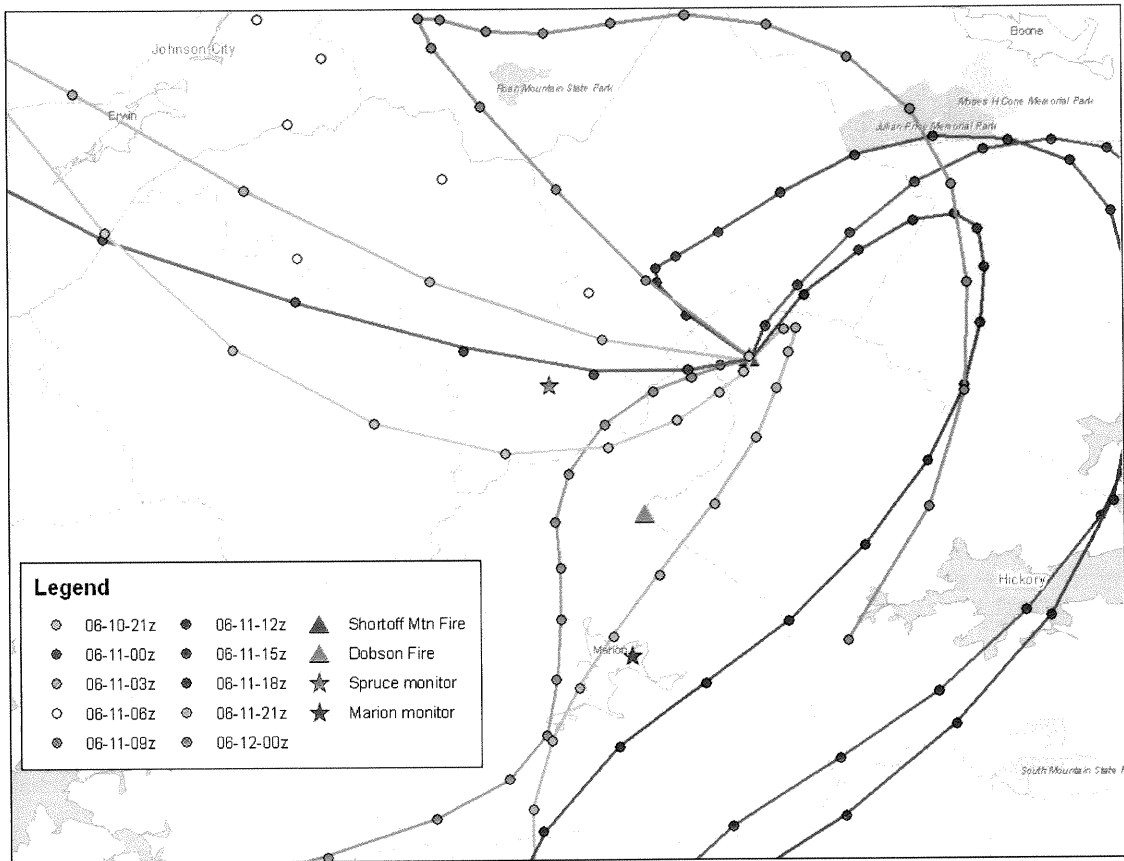 Boone
Johnson City
Roan Mountain State Park
Moses H Cone Memorial Park
Erwin
Julian Price Memorial Park
Hickory
Marion
South Mountain State P
Legend
06-10-21z
06-11-12z
Shortoff Mtn Fire
06-11-00z
06-11-15z
Dobson Fire
06-11-03z
06-11-18z
Spruce monitor
06-11-06z
06-11-21z
Marion monitor
06-11-09z
06-12-00z